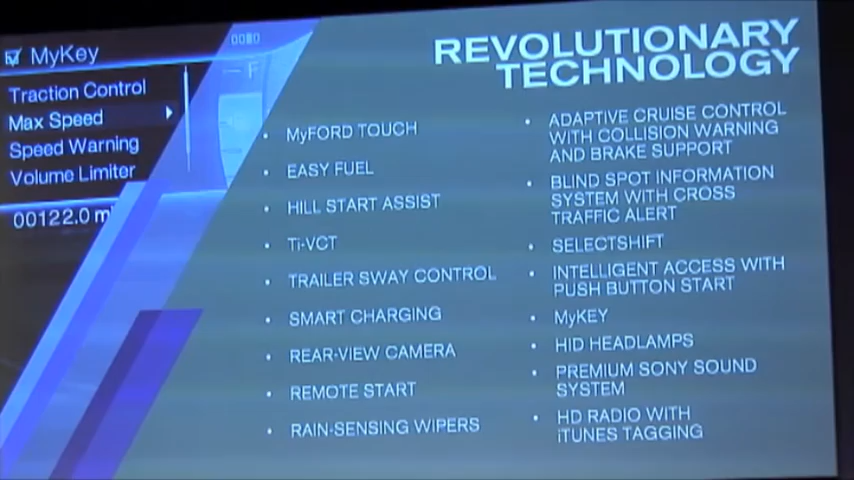 MyKey
Traction Control
Max Speed
Speed Warning
Volume Limiter
00122.0 m
0080
F
REVOLUTIONARY
TECHNOLOGY
• MyFORD TOUCH
• EASY FUEL
• HILL START ASSIST
• Ti-VCT
• TRAILER SWAY CONTROL
• SMART CHARGING
• REAR-VIEW CAMERA
• REMOTE START
• RAIN-SENSING WIPERS
• ADAPTIVE CRUISE CONTROL
WITH COLLISION WARNING
AND BRAKE SUPPORT
• BLIND SPOT INFORMATION
SYSTEM WITH CROSS
TRAFFIC ALERT
• SELECTSHIFT
• INTELLIGENT ACCESS WITH
PUSH BUTTON START
• MyKEY
• HID HEADLAMPS
• PREMIUM SONY SOUND
SYSTEM
• HD RADIO WITH
iTUNES TAGGING